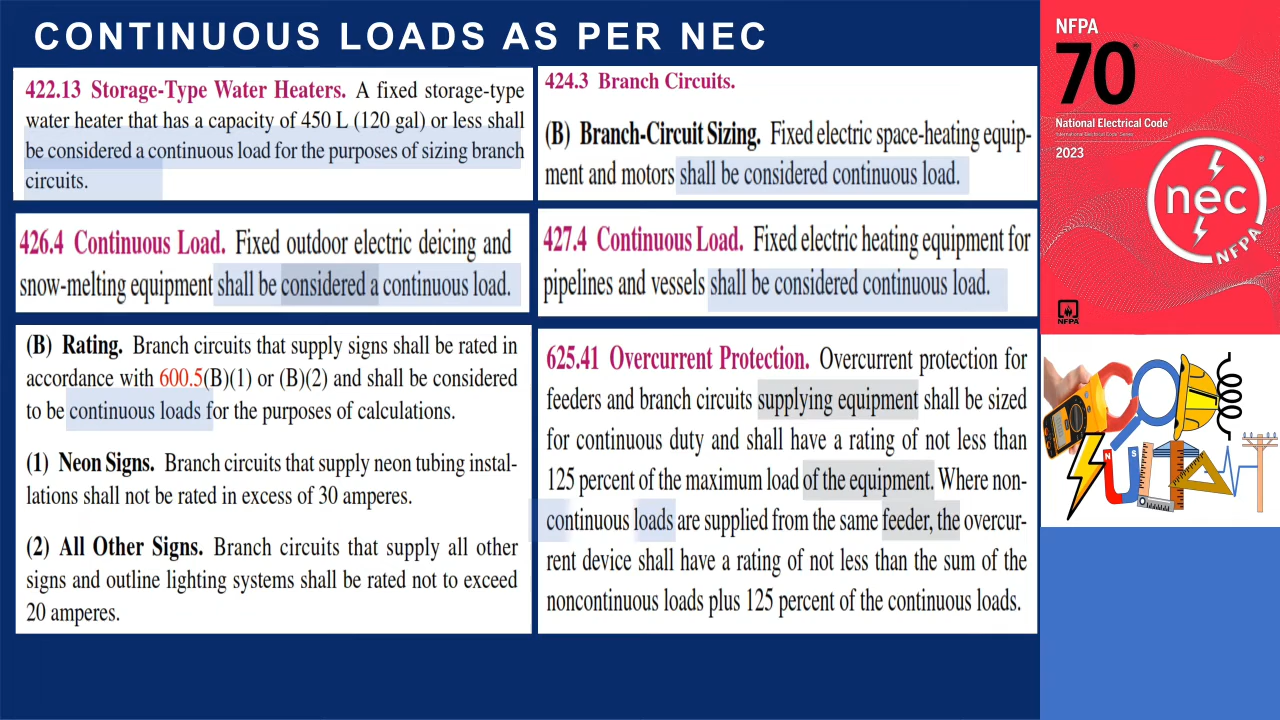 CONTINUOUS LOADS AS PER NEC
422.13 Storage-Type Water Heaters. A fixed storage-type
water heater that has a capacity of 450 L (120 gal) or less shall
be considered a continuous load for the purposes of sizing branch
circuits.
424.3 Branch Circuits.
(B) Branch-Circuit Sizing. Fixed electric space-heating equip-
ment and motors shall be considered continuous load.
426.4 Continuous Load. Fixed outdoor electric deicing and
snow-melting equipment shall be considered a continuous load.
427.4 Continuous Load. Fixed electric heating equipment for
pipelines and vessels shall be considered continuous load.
(B) Rating. Branch circuits that supply signs shall be rated in
accordance with 600.5(B)(1) or (B)(2) and shall be considered
to be continuous loads for the purposes of calculations.
(1) Neon Signs. Branch circuits that supply neon tubing instal-
lations shall not be rated in excess of 30 amperes.
(2) All Other Signs. Branch circuits that supply all other
signs and outline lighting systems shall be rated not to exceed
20 amperes.
625.41 Overcurrent Protection. Overcurrent protection for
feeders and branch circuits supplying equipment shall be sized
for continuous duty and shall have a rating of not less than
125 percent of the maximum load of the equipment. Where non-
continuous loads are supplied from the same feeder, the overcur-
rent device shall have a rating of not less than the sum of the
noncontinuous loads plus 125 percent of the continuous loads.
NFPA
70
National Electrical Code®
International Electrical Code® Series
2023
nec
NFPA
®
NFPA
N
S